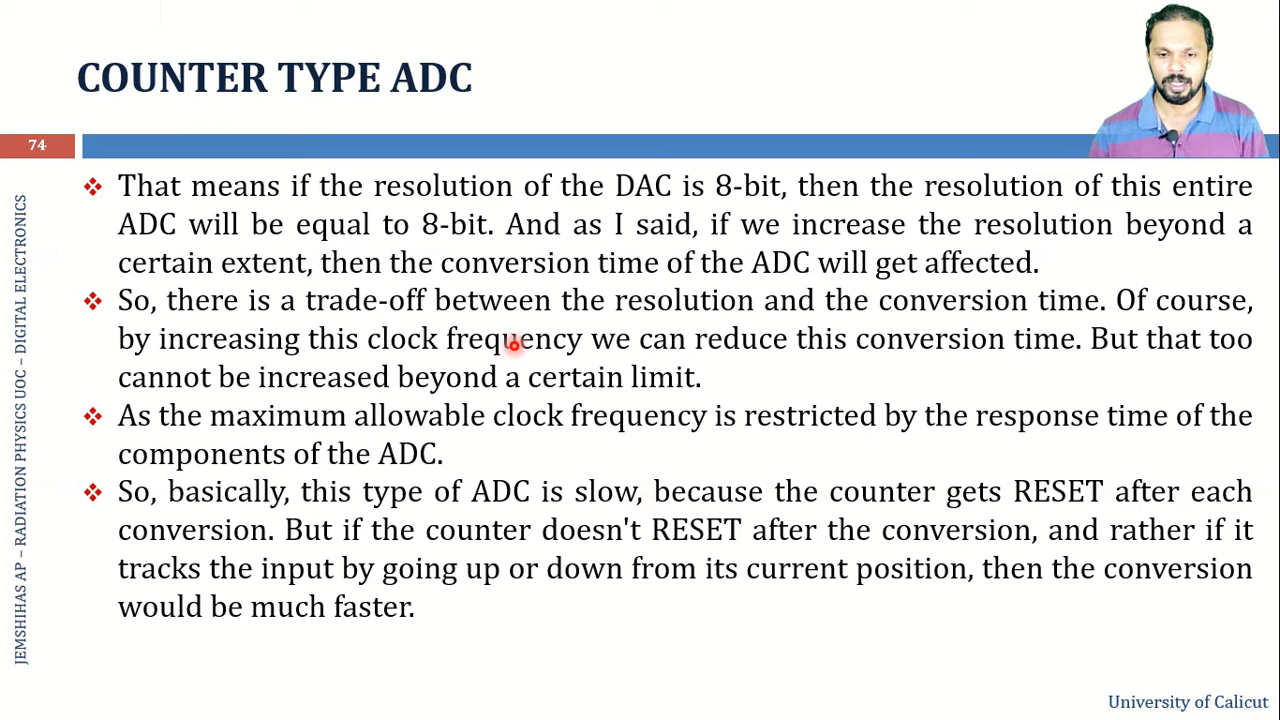 COUNTER TYPE ADC
74
That means if the resolution of the DAC is 8-bit, then the resolution of this entire
ADC will be equal to 8-bit. And as I said, if we increase the resolution beyond a
certain extent, then the conversion time of the ADC will get affected.
So, there is a trade-off between the resolution and the conversion time. Of course,
by increasing this clock frequency we can reduce this conversion time. But that too
cannot be increased beyond a certain limit.
As the maximum allowable clock frequency is restricted by the response time of the
components of the ADC.
So, basically, this type of ADC is slow, because the counter gets RESET after each
conversion. But if the counter doesn't RESET after the conversion, and rather if it
tracks the input by going up or down from its current position, then the conversion
would be much faster.
JEMSHIHAS AP – RADIATION PHYSICS UOC – DIGITAL ELECTRONICS
University of Calicut